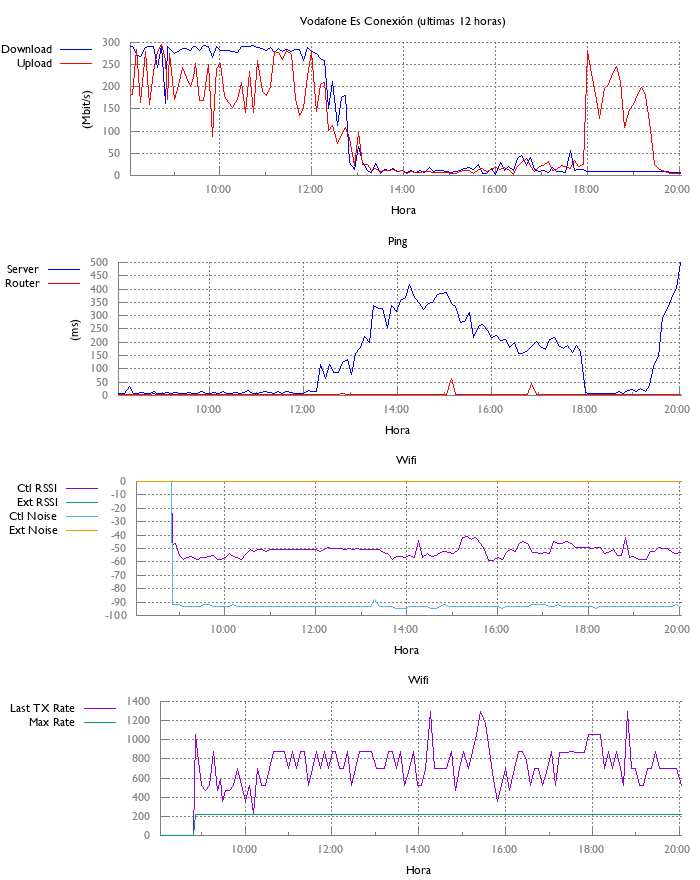 Vodafone Es Conexión (ultimas 12 horas)
Download
Upload
(Mbit/s)
300
250
200
150
100
50
0
10:00 12:00 14:00 16:00 18:00 20:00
Hora
Ping
Server
Router
(ms)
500
450
400
350
300
250
200
150
100
50
0
10:00 12:00 14:00 16:00 18:00 20:00
Hora
Wifi
Ctl RSSI
Ext RSSI
Ctl Noise
Ext Noise
0
-10
-20
-30
-40
-50
-60
-70
-80
-90
-100
10:00 12:00 14:00 16:00 18:00 20:00
Hora
Wifi
Last TX Rate
Max Rate
1400
1200
1000
800
600
400
200
0
10:00 12:00 14:00 16:00 18:00 20:00
Hora